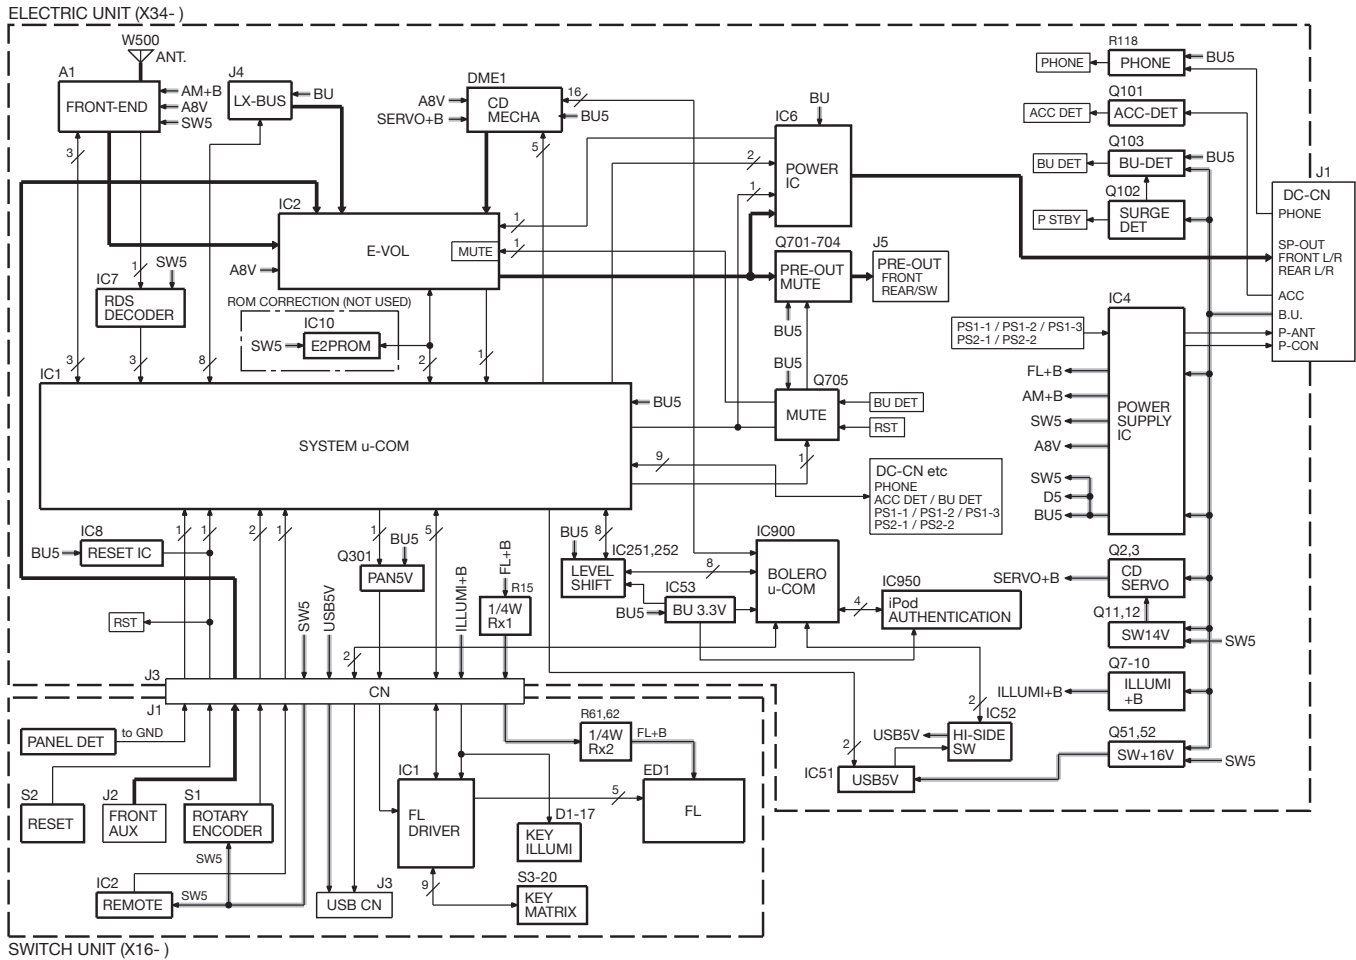 ELECTRIC UNIT (X34- )
W500
ANT.
A1
FRONT-END
AM+B
A8V
SW5
J4
LX-BUS
BU
DME1
CD
MECHA
A8V
SERVO+B
16
BU5
5
BU
IC6
POWER
IC
2
1
R118
PHONE
PHONE
BU5
Q101
ACC DET
ACC-DET
Q103
BU DET
BU-DET
BU5
Q102
P STBY
SURGE
DET
J1
DC-CN
PHONE
SP-OUT
FRONT L/R
REAR L/R
ACC
B.U.
P-ANT
P-CON
3
IC2
E-VOL
MUTE
1
1
A8V
Q701-704
PRE-OUT
MUTE
J5
PRE-OUT
FRONT
REAR/SW
BU5
1
SW5
IC7
RDS
DECODER
ROM CORRECTION (NOT USED)
IC10
SW5
E2PROM
IC4
PS1-1 / PS1-2 / PS1-3
PS2-1 / PS2-2
FL+B
AM+B
SW5
A8V
SW5
D5
BU5
POWER
SUPPLY
IC
3
3
8
2
1
IC1
SYSTEM u-COM
BU5
BU5
Q705
MUTE
BU DET
RST
1
9
DC-CN etc
PHONE
ACC DET / BU DET
PS1-1 / PS1-2 / PS1-3
PS2-1 / PS2-2
IC8
BU5
RESET IC
1
1
2
1
1
BU5
Q301
PAN5V
5
FL+B
R15
1/4W
Rx1
BU5
8
IC251,252
LEVEL
SHIFT
8
IC53
BU5
BU 3.3V
IC900
BOLERO
u-COM
4
IC950
iPod
AUTHENTICATION
Q2,3
SERVO+B
CD
SERVO
Q11,12
SW14V
SW5
RST
SW5
USB5V
2
ILLUMI+B
Q7-10
ILLUMI+B
ILLUMI
+B
J3
CN
J1
2
IC52
USB5V
HI-SIDE
SW
2
IC51
USB5V
Q51,52
SW+16V
SW5
PANEL DET
to GND
R61,62
1/4W
Rx2
FL+B
S2
RESET
J2
FRONT
AUX
S1
ROTARY
ENCODER
SW5
IC1
FL
DRIVER
5
ED1
FL
D1-17
KEY
ILLUMI
IC2
REMOTE
SW5
J3
USB CN
9
S3-20
KEY
MATRIX
SWITCH UNIT (X16- )